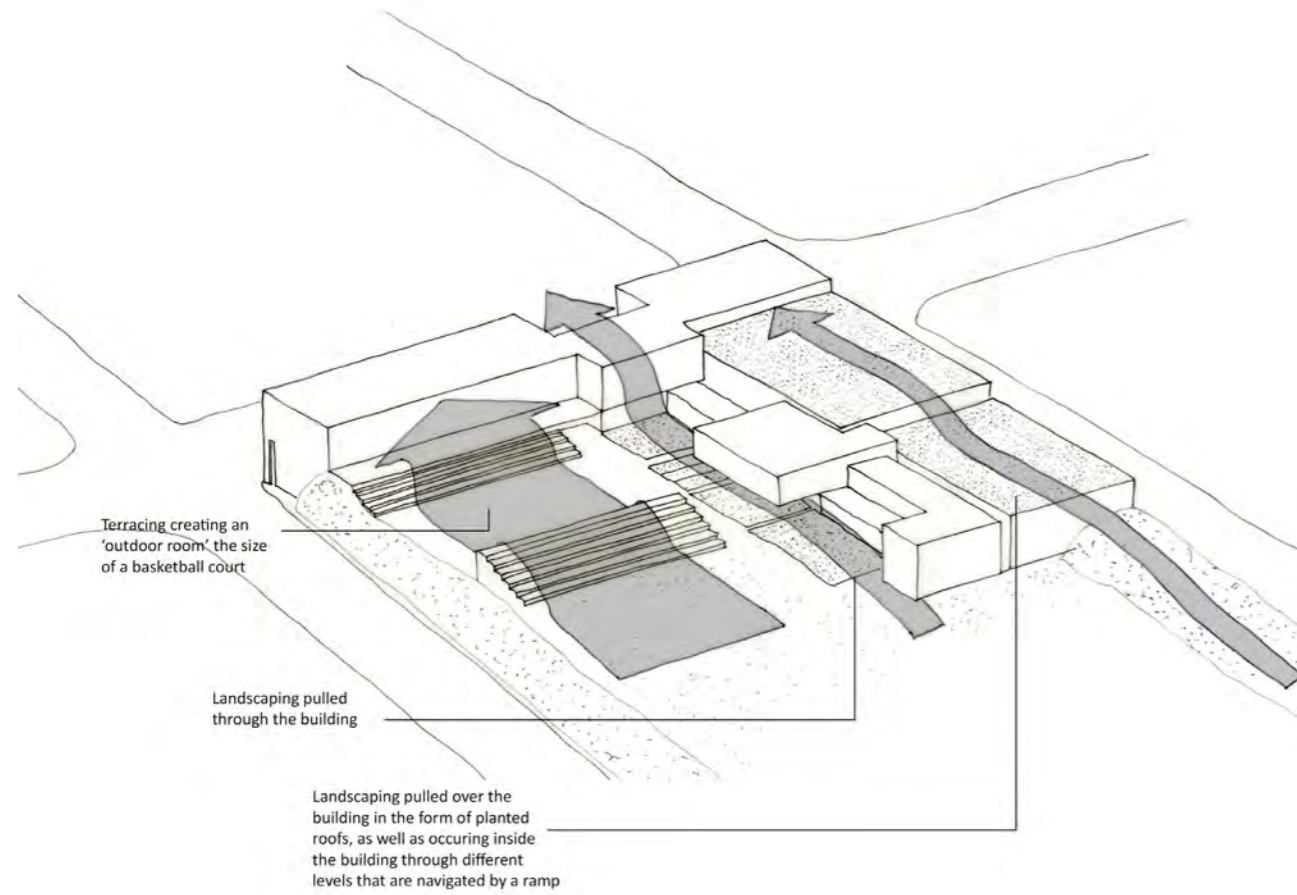 Terracing creating an
'outdoor room' the size
of a basketball court
Landscaping pulled
through the building
Landscaping pulled over the
building in the form of planted
roofs, as well as occuring inside
the building through different
levels that are navigated by a ramp